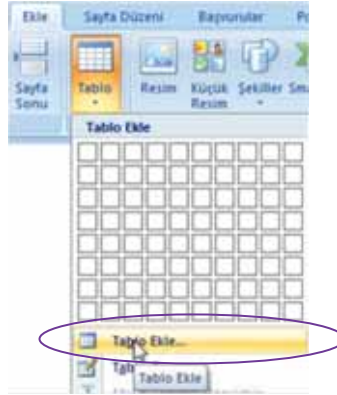 Ekle Sayfa Düzeni Başvurular
Sayfa Sonu Tablo Resim Küçük Resim Şekiller
Tablo Ekle
Tablo Ekle...
Tablo Ekle